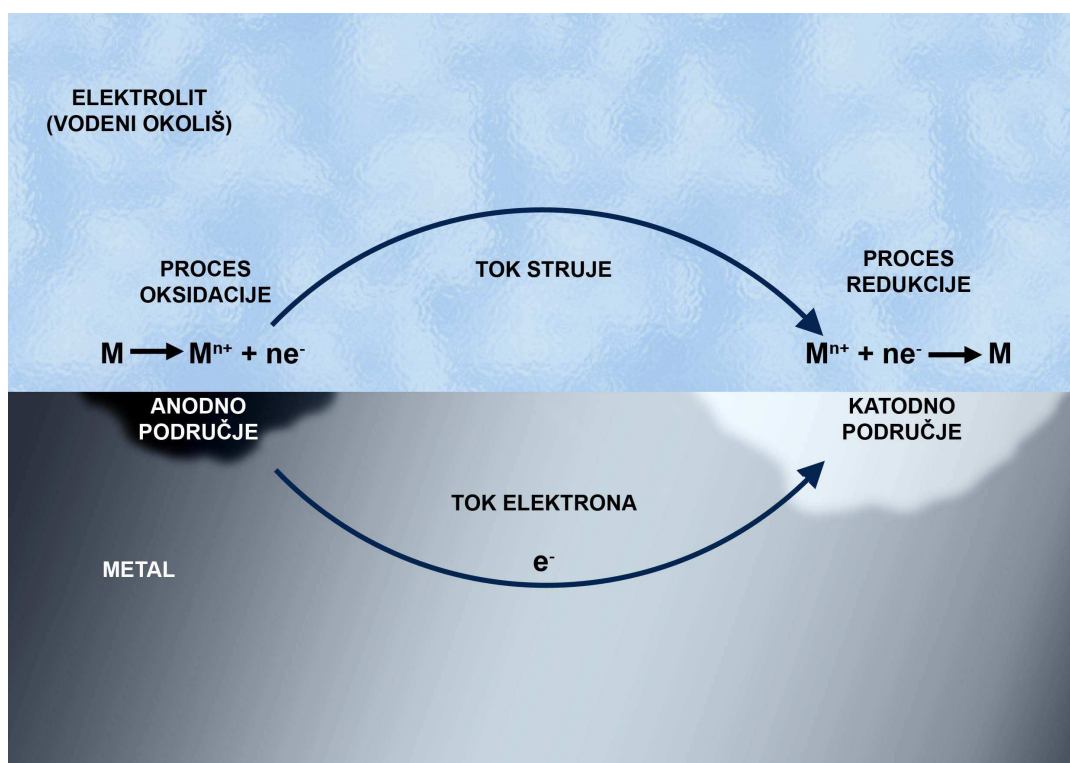 ELEKTROLIT
(VODENI OKOLIŠ)
PROCES
OKSIDACIJE
TOK STRUJE
PROCES
REDUKCIJE
M → Mⁿ⁺ + ne⁻
Mⁿ⁺ + ne⁻ → M
ANODNO
PODRUČJE
KATODNO
PODRUČJE
TOK ELEKTRONA
e⁻
METAL